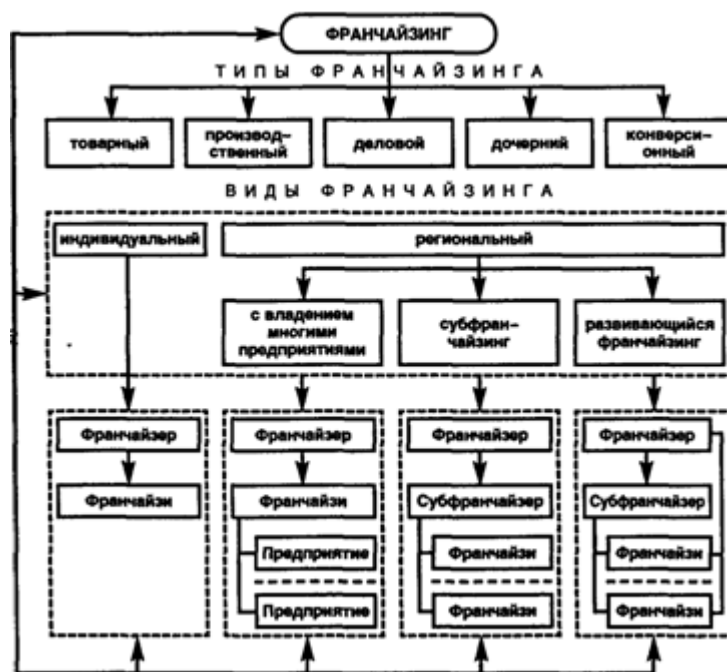 ФРАНЧАЙЗИНГ
ТИПЫ ФРАНЧАЙЗИНГА
товарный
производ-
ственный
деловой
дочерний
конверси-
онный
ВИДЫ ФРАНЧАЙЗИНГА
индивидуальный
региональный
с владением
многими
предприятиями
субфран-
чайзинг
развивающийся
франчайзинг
Франчайзер
Франчайзер
Франчайзер
Франчайзер
Франчайзи
Франчайзи
Субфранчайзер
Субфранчайзер
Предприятие
Франчайзи
Франчайзи
Предприятие
Франчайзи
Франчайзи